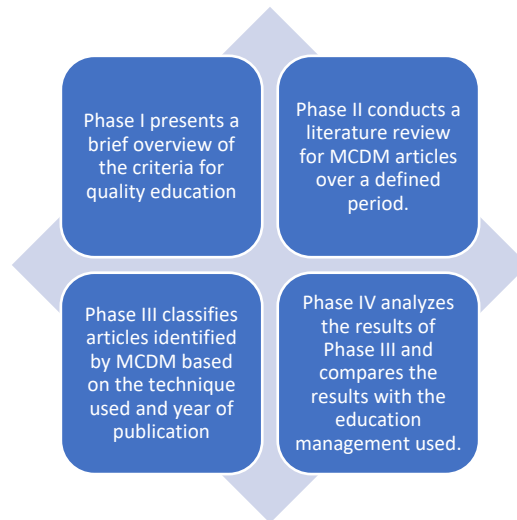 Phase I presents a
brief overview of
the criteria for
quality education
Phase II conducts a
literature review
for MCDM articles
over a defined
period.
Phase III classifies
articles identified
by MCDM based
on the technique
used and year of
publication
Phase IV analyzes
the results of
Phase III and
compares the
results with the
education
management used.